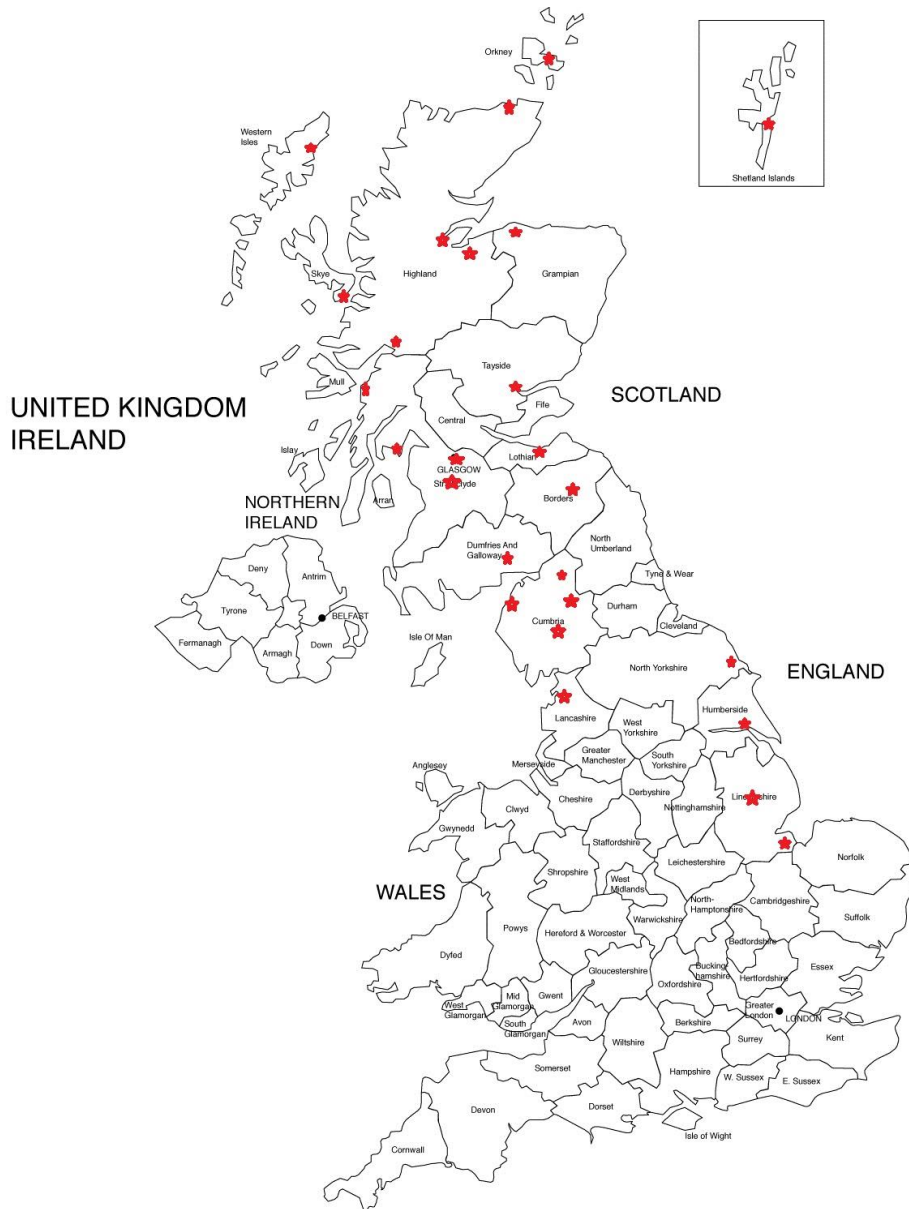 Orkney
Western
Isles
Shetland Islands
Skye
Highland
Grampian
Tayside
Mull
UNITED KINGDOM
IRELAND
SCOTLAND
Fife
Central
Islay
Lothian
GLASGOW
Strathclyde
Arran
Borders
NORTHERN
IRELAND
North
Umberland
Dumfries And
Galloway
Deny
Antrim
Tyne & Wear
Tyrone
BELFAST
Durham
Cumbria
Cleveland
Isle Of Man
Fermanagh
Armagh
Down
North Yorkshire
ENGLAND
Humberside
Lancashire
West
Yorkshire
Greater
Manchester
South
Yorkshire
Merseyside
Anglesey
Cheshire
Derbyshire
Lincolnshire
Nottinghamshire
Clwyd
Gwynedd
Staffordshire
Norfolk
Leichestershire
Shropshire
West
Midlands
WALES
North-
Hamptonshire
Cambridgeshire
Suffolk
Warwickshire
Powys
Hereford & Worcester
Bedfordshire
Dyfed
Gloucestershire
Bucking
hamshire
Essex
Hertfordshire
Oxfordshire
Gwent
Mid
Glamorgan
West
Glamorgan
South
Glamorgan
Greater
London
LONDON
Avon
Berkshire
Surrey
Kent
Wiltshire
Somerset
Hampshire
W. Sussex
E. Sussex
Dorset
Devon
Isle of Wight
Cornwall